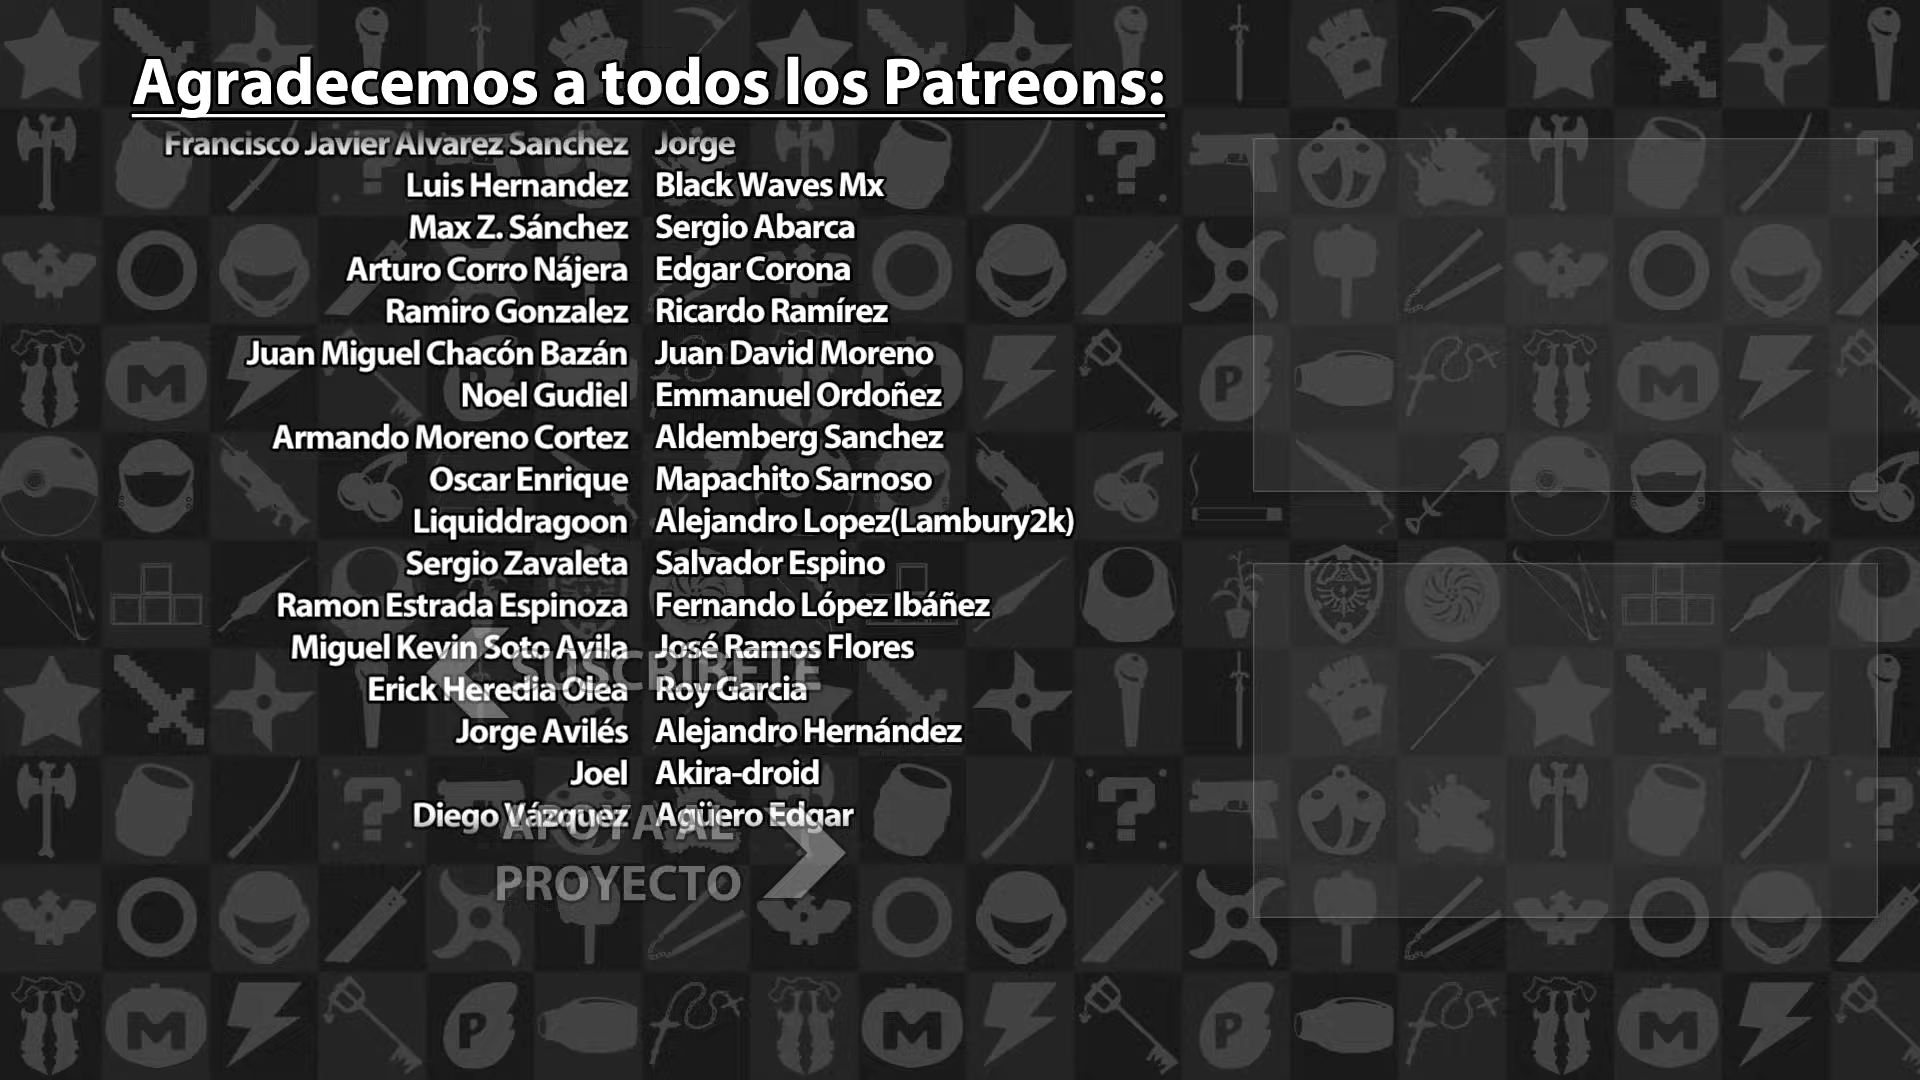 Agradecemos a todos los Patreons:
Francisco Javier Alvarez Sanchez Jorge
Luis Hernandez Black Waves Mx
Max Z. Sánchez Sergio Abarca
Arturo Corro Nájera Edgar Corona
Ramiro Gonzalez Ricardo Ramírez
Juan Miguel Chacón Bazán Juan David Moreno
Noel Gudiel Emmanuel Ordoñez
Armando Moreno Cortez Aldemberg Sanchez
Oscar Enrique Mapachito Sarnoso
Liquiddragoon Alejandro Lopez(Lambury2k)
Sergio Zavaleta Salvador Espino
Ramon Estrada Espinoza Fernando López Ibáñez
Miguel Kevin Soto Avila José Ramos Flores
SUSCRÍBETE
Erick Heredia Olea Roy Garcia
Jorge Avilés Alejandro Hernández
Joel Akira-droid
Diego Vázquez Agüero Edgar
APOYA AL
PROYECTO